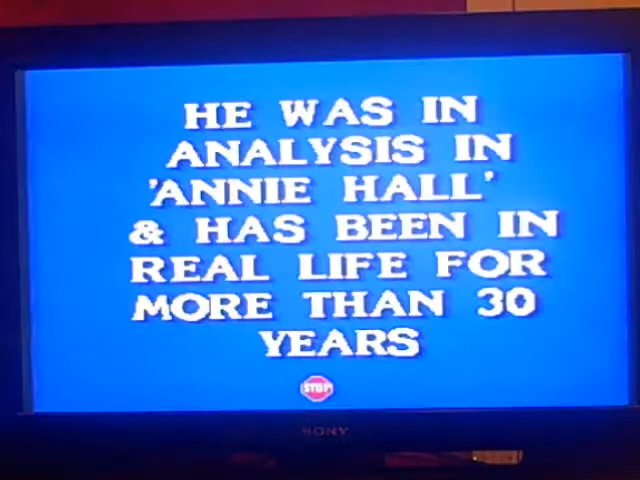 HE WAS IN
ANALYSIS IN
'ANNIE HALL'
& HAS BEEN IN
REAL LIFE FOR
MORE THAN 30
YEARS
STOP
SONY